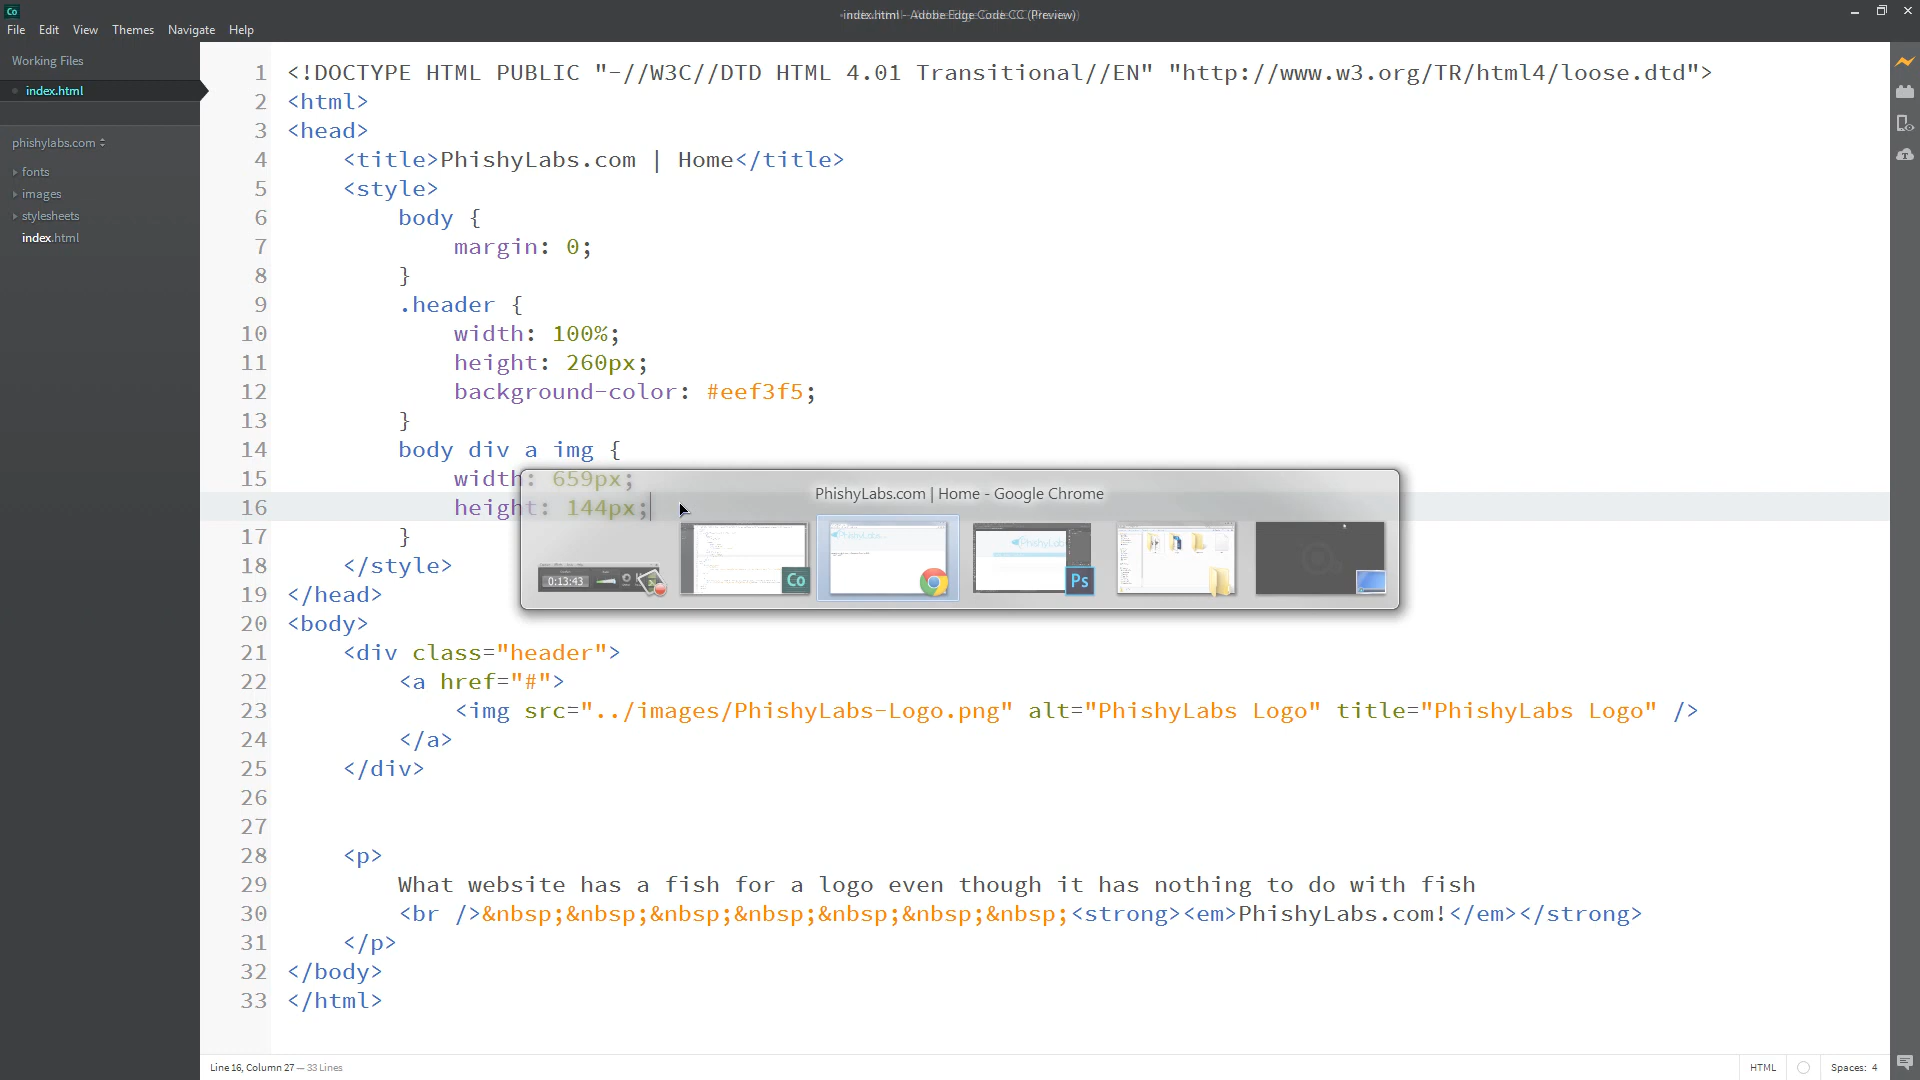 Co
index.html - Adobe Edge Code CC (Preview)
File Edit View Themes Navigate Help
Working Files
index.html
phishylabs.com
fonts
images
stylesheets
index.html
1 <!DOCTYPE HTML PUBLIC "-//W3C//DTD HTML 4.01 Transitional//EN" "http://www.w3.org/TR/html4/loose.dtd">
2 <html>
3 <head>
4 <title>PhishyLabs.com | Home</title>
5 <style>
6 body {
7 margin: 0;
8 }
9 .header {
10 width: 100%;
11 height: 260px;
12 background-color: #eef3f5;
13 }
14 body div a img {
15 width: 659px;
16 height: 144px;
17 }
18 </style>
19 </head>
20 <body>
21 <div class="header">
22 <a href="#">
23 <img src="../images/PhishyLabs-Logo.png" alt="PhishyLabs Logo" title="PhishyLabs Logo" />
24 </a>
25 </div>
26
27
28 <p>
29 What website has a fish for a logo even though it has nothing to do with fish
30 <br />&nbsp;&nbsp;&nbsp;&nbsp;&nbsp;&nbsp;&nbsp;<strong><em>PhishyLabs.com!</em></strong>
31 </p>
32 </body>
33 </html>
PhishyLabs.com | Home - Google Chrome
0:13:43
Co
Ps
Line 16, Column 27 — 33 Lines
HTML
Spaces: 4